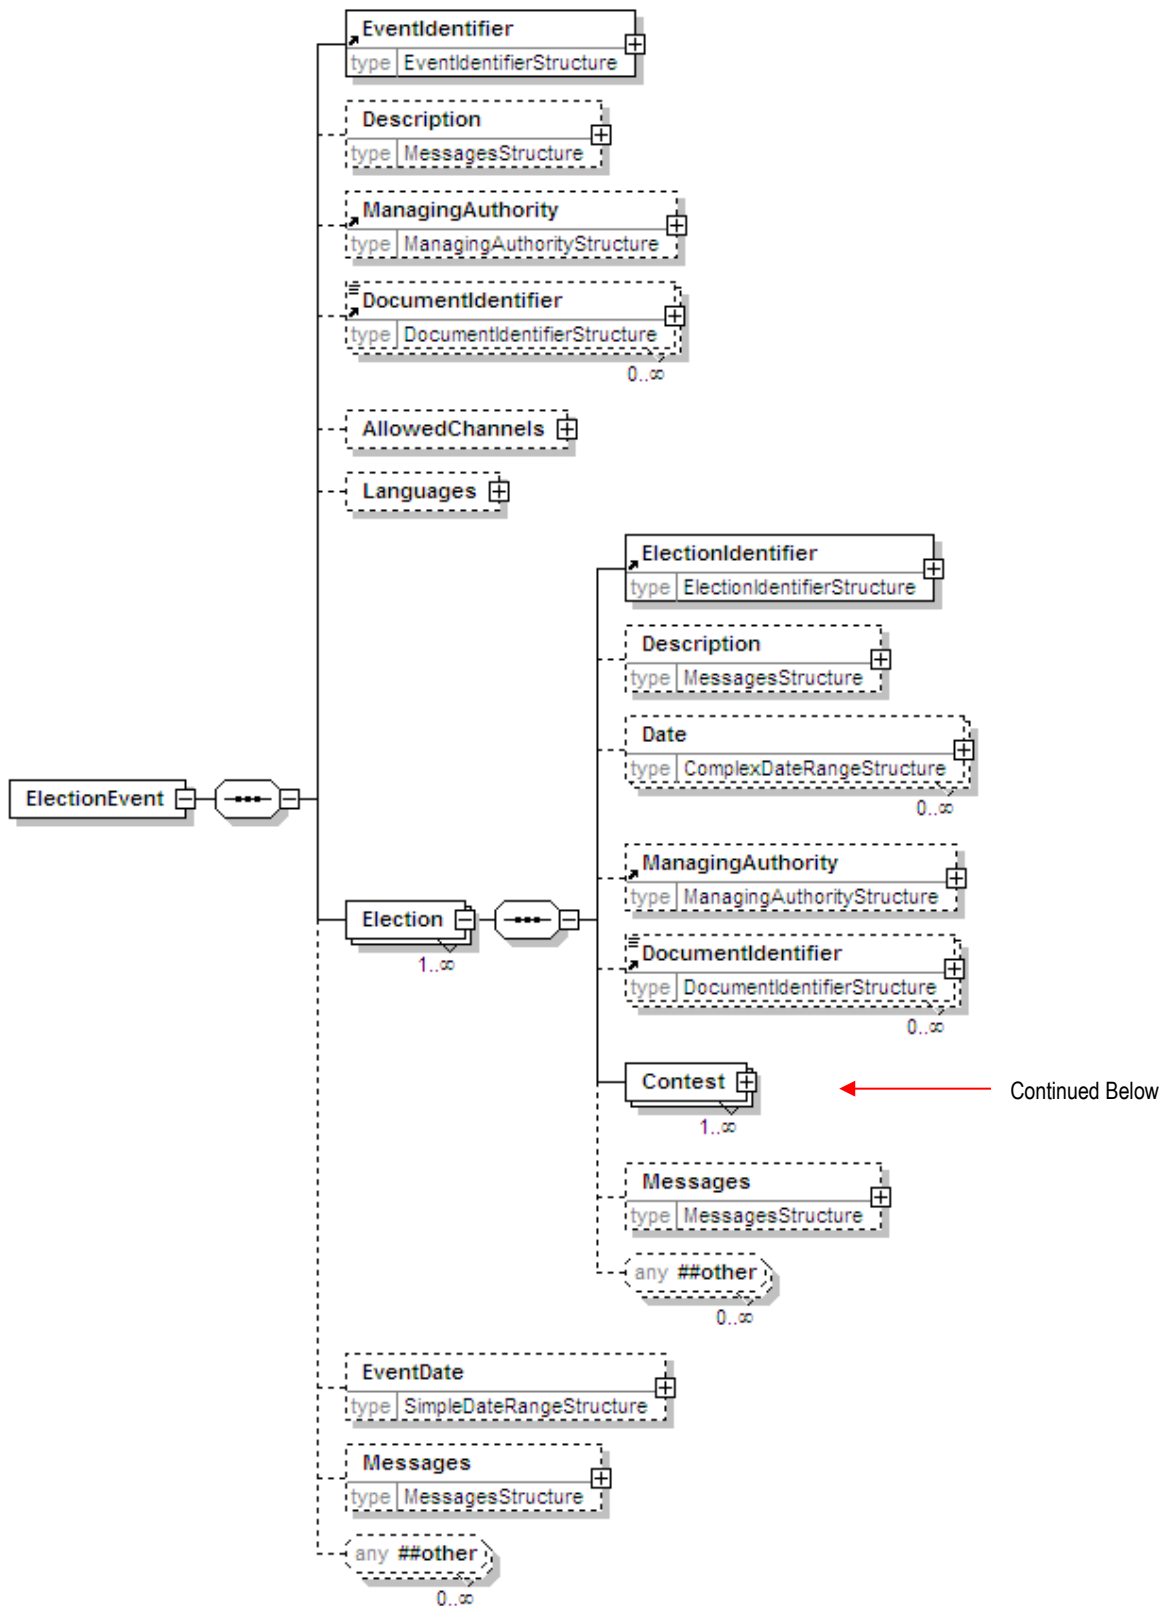 EventIdentifier
type EventIdentifierStructure
Description
type MessagesStructure
ManagingAuthority
type ManagingAuthorityStructure
DocumentIdentifier
type DocumentIdentifierStructure
0..∞
AllowedChannels
Languages
ElectionIdentifier
type ElectionIdentifierStructure
Description
type MessagesStructure
Date
type ComplexDateRangeStructure
0..∞
ElectionEvent
ManagingAuthority
type ManagingAuthorityStructure
Election
1..∞
DocumentIdentifier
type DocumentIdentifierStructure
0..∞
Contest
Continued Below
1..∞
Messages
type MessagesStructure
any ##other
0..∞
EventDate
type SimpleDateRangeStructure
Messages
type MessagesStructure
any ##other
0..∞